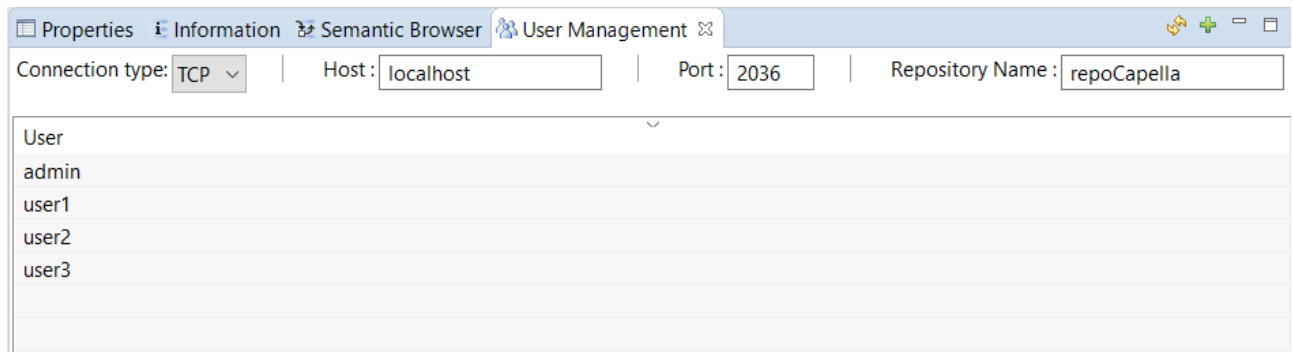 Properties Information Semantic Browser User Management
Connection type: TCP Host : localhost Port : 2036 Repository Name : repoCapella
User
admin
user1
user2
user3